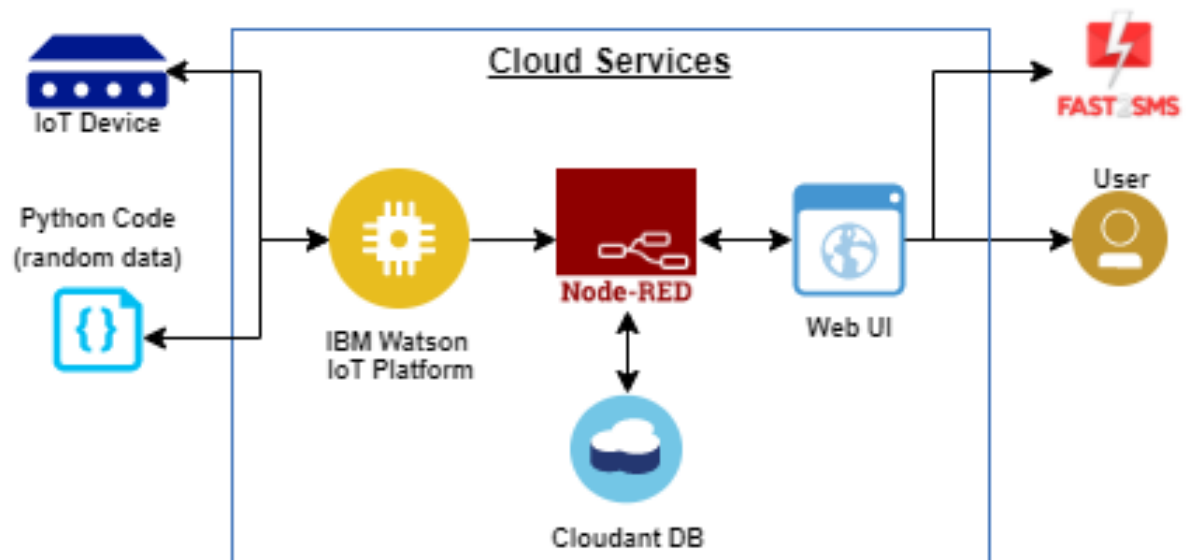 Cloud Services
IoT Device
FAST2SMS
User
Python Code
(random data)
{}
Node-RED
Web UI
IBM Watson
IoT Platform
Cloudant DB